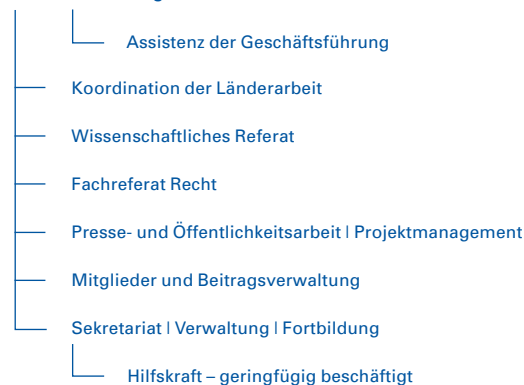 Assistenz der Geschäftsführung
Koordination der Länderarbeit
Wissenschaftliches Referat
Fachreferat Recht
Presse- und Öffentlichkeitsarbeit | Projektmanagement
Mitglieder und Beitragsverwaltung
Sekretariat | Verwaltung | Fortbildung
Hilfskraft – geringfügig beschäftigt